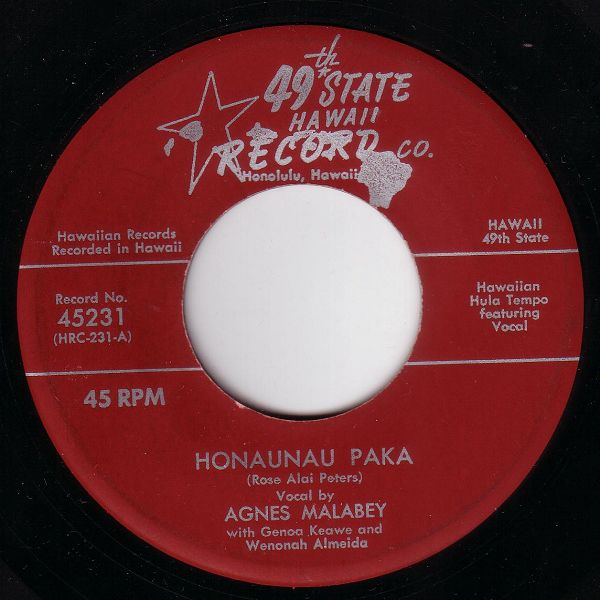 49th STATE
HAWAII
RECORD CO.
Honolulu, Hawaii
Hawaiian Records
Recorded in Hawaii
HAWAII
49th State
Record No.
45231
(HRC-231-A)
Hawaiian
Hula Tempo
featuring
Vocal
45 RPM
HONAUNAU PAKA
(Rose Alai Peters)
Vocal by
AGNES MALABEY
with Genoa Keawe and
Wenonah Almeida